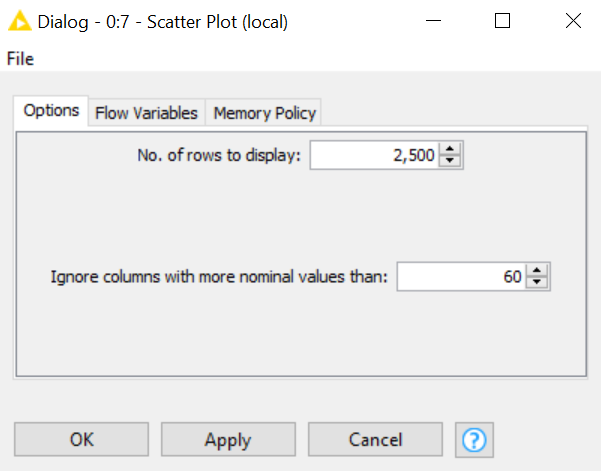 Dialog - 0:7 - Scatter Plot (local)
File
Options Flow Variables Memory Policy
No. of rows to display: 2,500
Ignore columns with more nominal values than: 60
OK Apply Cancel ?